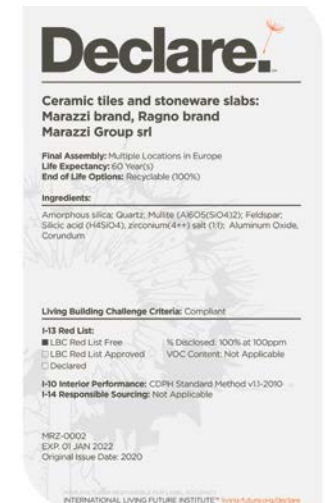 Declare.
Ceramic tiles and stoneware slabs:
Marazzi brand, Ragno brand
Marazzi Group srl
Final Assembly: Multiple Locations in Europe
Life Expectancy: 60 Year(s)
End of Life Options: Recyclable (100%)
Ingredients:
Amorphous silica; Quartz; Mullite (Al6O5(SiO4)2); Feldspar;
Silicic acid (H4SiO4), zirconium(4++) salt (1:1); Aluminum Oxide,
Corundum
Living Building Challenge Criteria: Compliant
I-13 Red List:
LBC Red List Free % Disclosed: 100% at 100ppm
LBC Red List Approved VOC Content: Not Applicable
Declared
I-10 Interior Performance: CDPH Standard Method v1.1-2010
I-14 Responsible Sourcing: Not Applicable
MRZ-0002
EXP. 01 JAN 2022
Original Issue Date: 2020
INTERNATIONAL LIVING FUTURE INSTITUTE™ living-future.org/declare